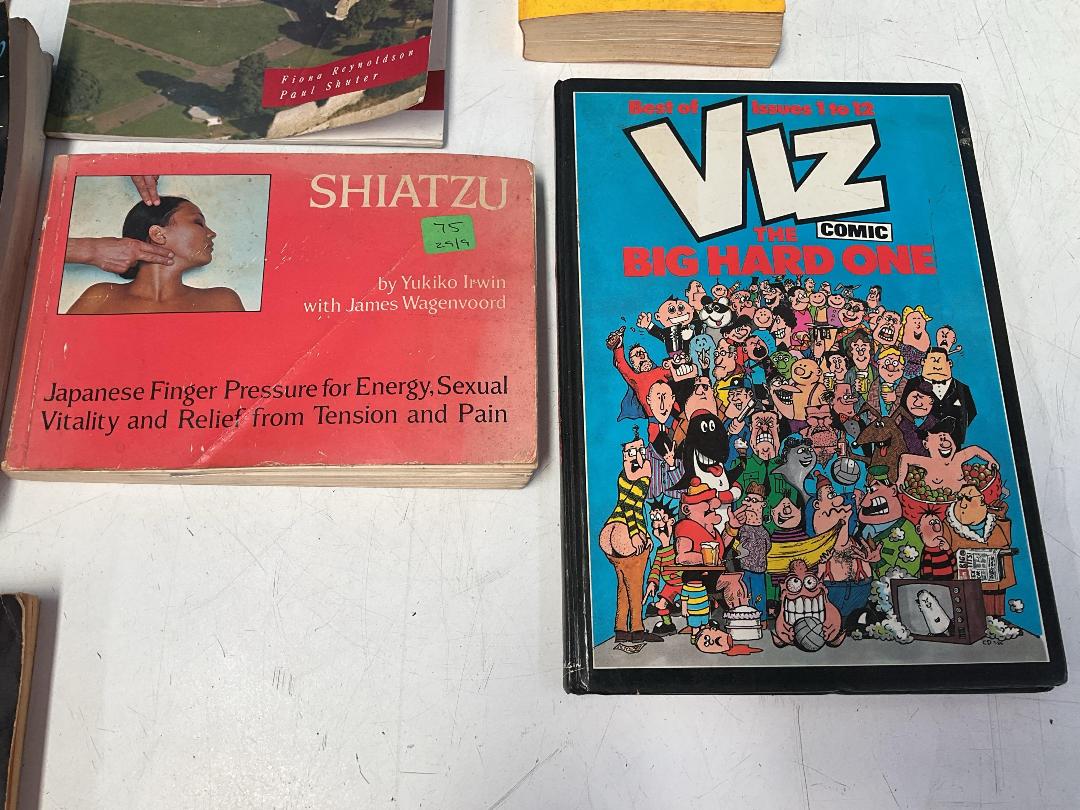 Fiona Reynoldson
Paul Shuter
SHIATZU
75
29/9
by Yukiko Irwin
with James Wagenvoord
Japanese Finger Pressure for Energy, Sexual
Vitality and Relief from Tension and Pain
Best of Issues 1 to 12
VIZ
COMIC
THE
BIG HARD ONE